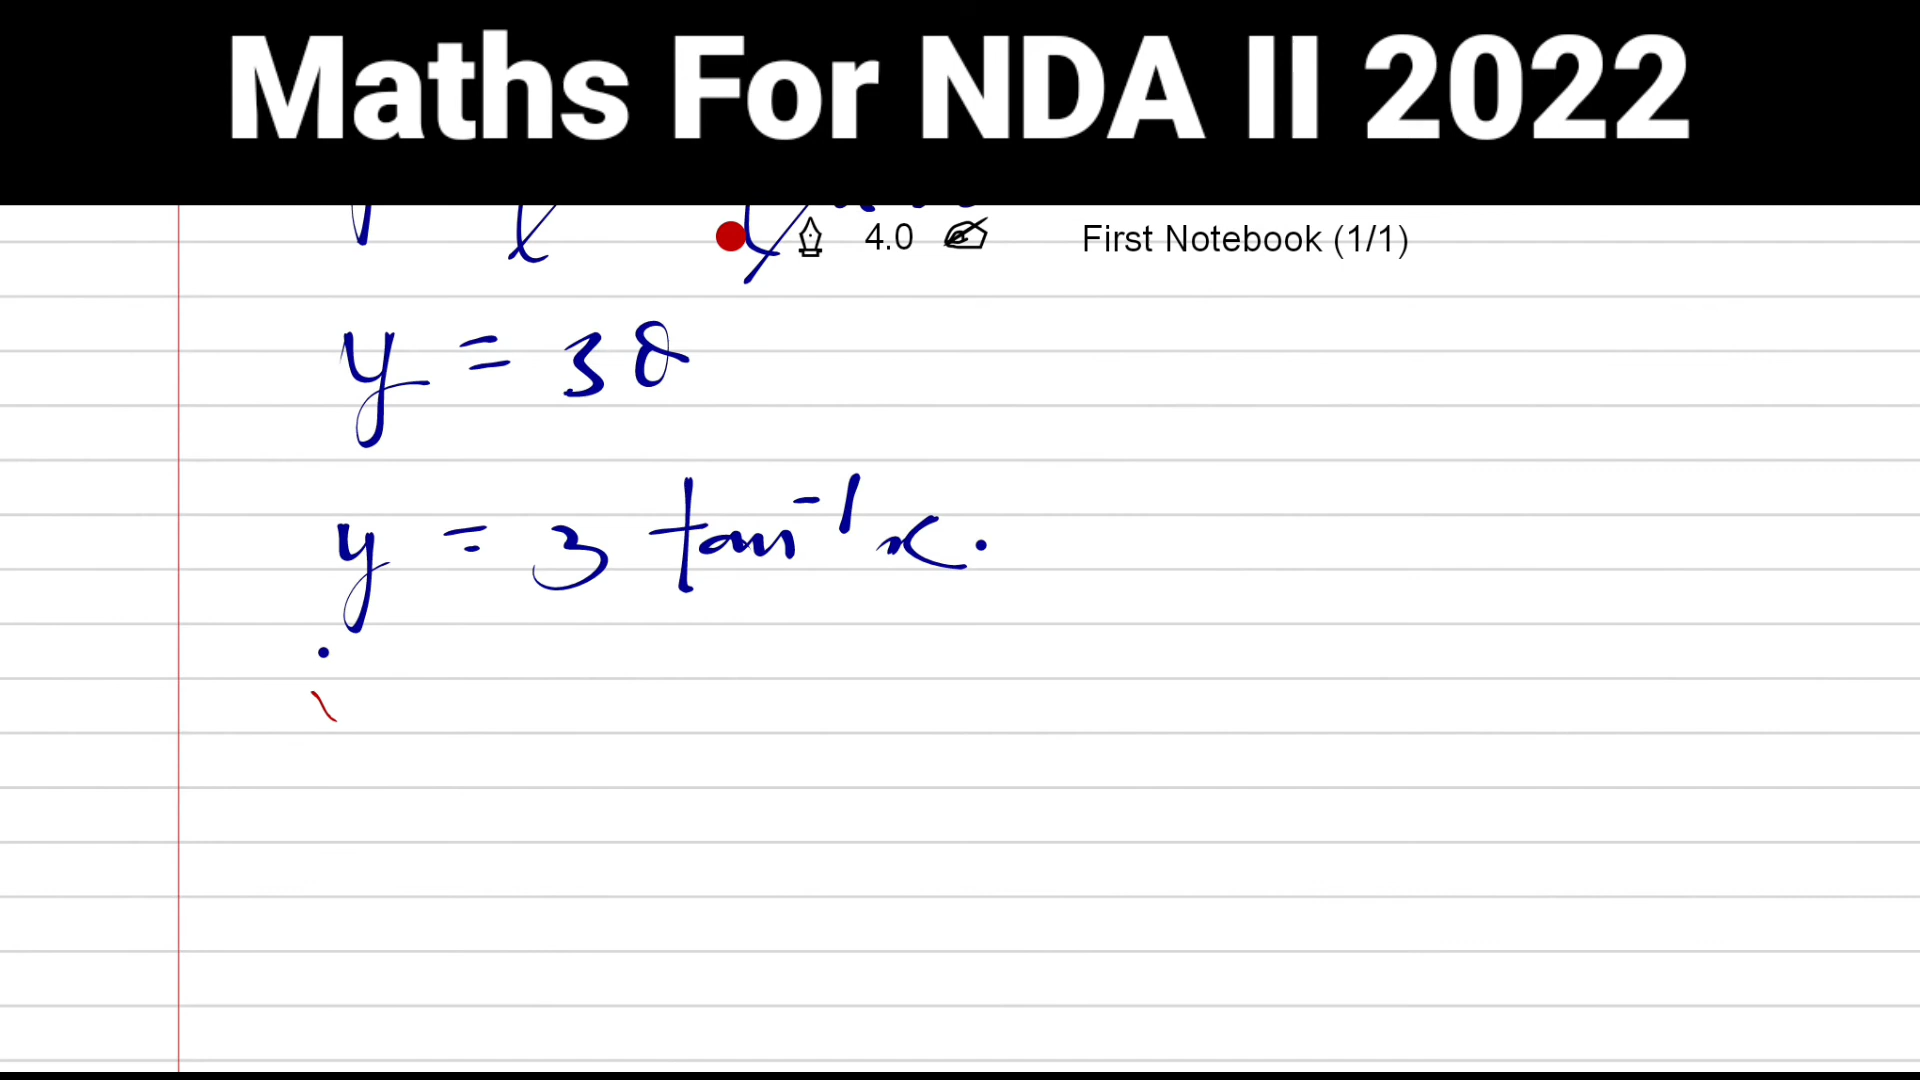 Maths For NDA II 2022
4.0 First Notebook (1/1)
y = 3θ
y = 3 tan⁻¹x.